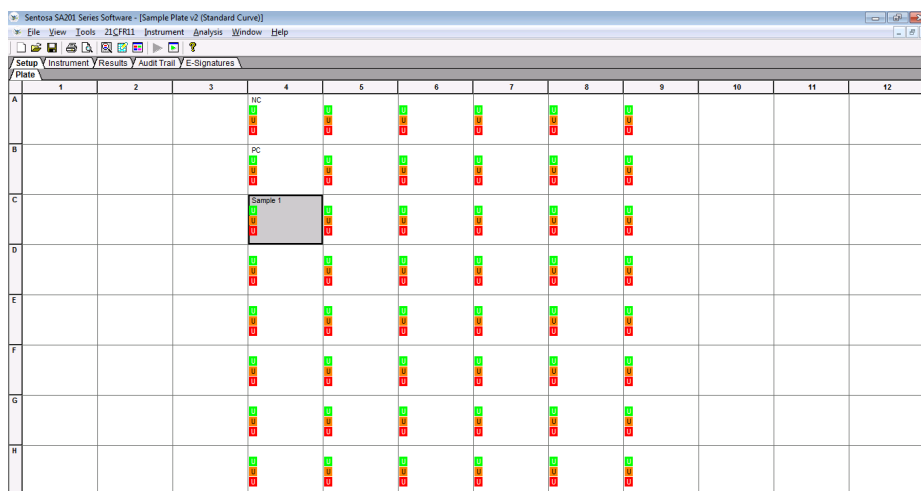 Sentosa SA201 Series Software - [Sample Plate v2 (Standard Curve)]
File View Tools 21CFR11 Instrument Analysis Window Help
Setup Instrument Results Audit Trail E-Signatures
Plate
1 2 3 4 5 6 7 8 9 10 11 12
A NC
U U U U U U
U U U U U U
U U U U U U
B PC
U U U U U U
U U U U U U
U U U U U U
C Sample 1
U U U U U U
U U U U U U
U U U U U U
D
U U U U U U
U U U U U U
U U U U U U
E
U U U U U U
U U U U U U
U U U U U U
F
U U U U U U
U U U U U U
U U U U U U
G
U U U U U U
U U U U U U
U U U U U U
H
U U U U U U
U U U U U U
U U U U U U